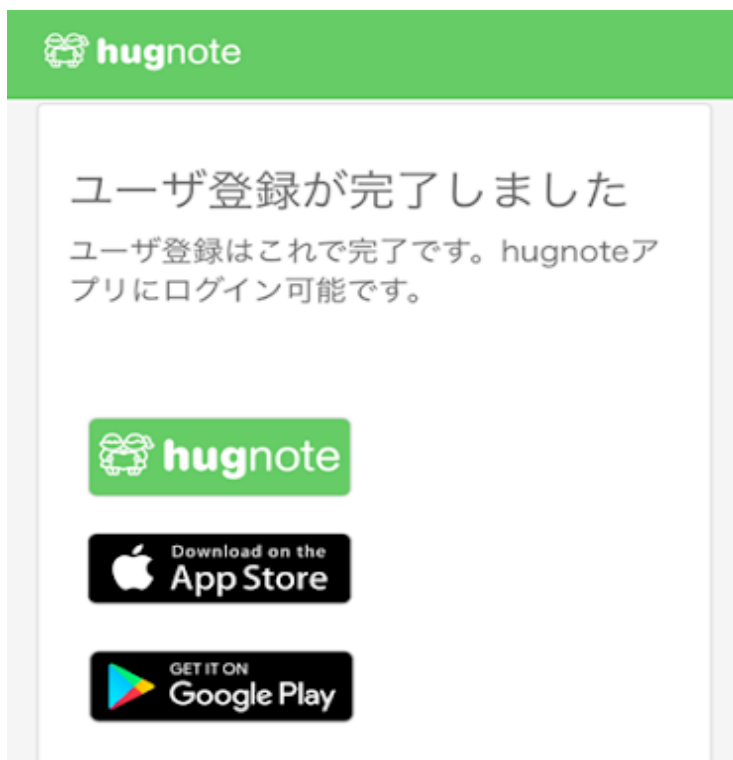 hugnote
ユーザ登録が完了しました
ユーザ登録はこれで完了です。hugnoteア
プリにログイン可能です。
hugnote
Download on the
App Store
GET IT ON
Google Play